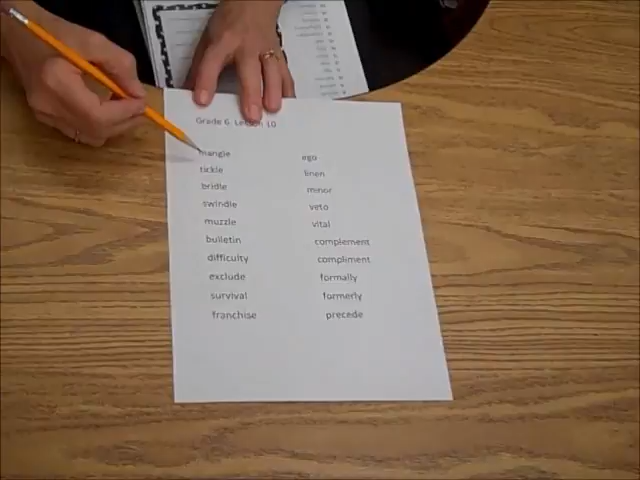 Grade 6, Lesson 10
mangle
tickle
bridle
swindle
muzzle
bulletin
difficulty
exclude
survival
franchise
ego
linen
minor
veto
vital
complement
compliment
formally
formerly
precede